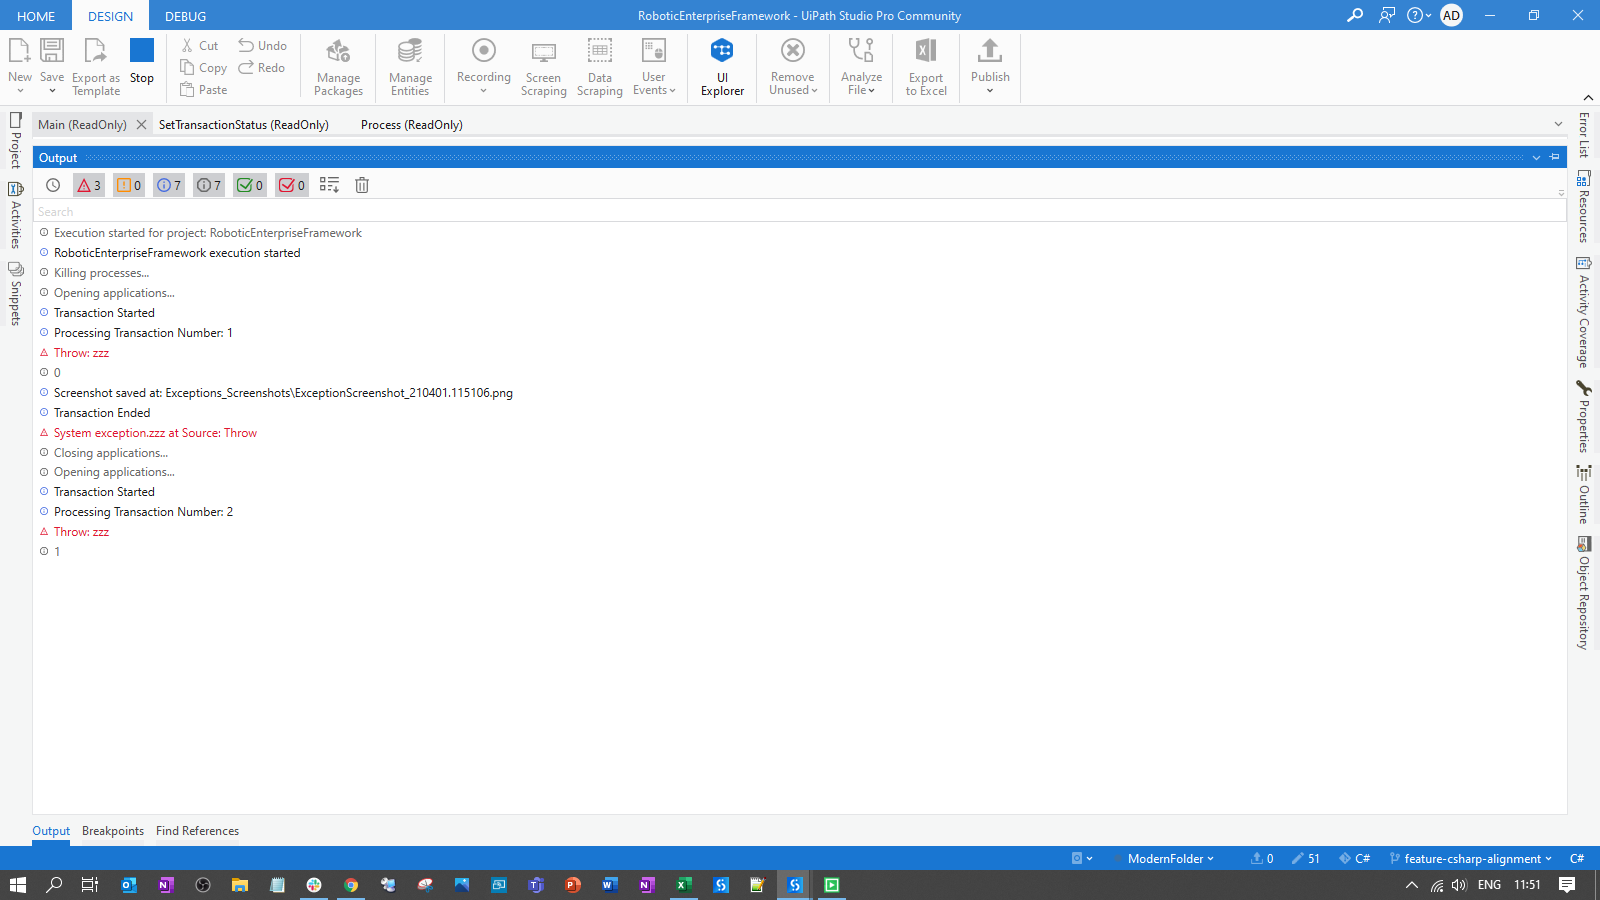 HOME DESIGN DEBUG RoboticEnterpriseFramework - UiPath Studio Pro Community AD
New Save Export as Template Stop Cut Copy Paste Undo Redo Manage Packages Manage Entities Recording Screen Scraping Data Scraping User Events UI Explorer Remove Unused Analyze File Export to Excel Publish
Main (ReadOnly) SetTransactionStatus (ReadOnly) Process (ReadOnly)
Project
Activities
Snippets
Output
3 0 7 7 0 0
Search
Execution started for project: RoboticEnterpriseFramework
RoboticEnterpriseFramework execution started
Killing processes...
Opening applications...
Transaction Started
Processing Transaction Number: 1
Throw: zzz
0
Screenshot saved at: Exceptions_Screenshots\ExceptionScreenshot_210401.115106.png
Transaction Ended
System exception.zzz at Source: Throw
Closing applications...
Opening applications...
Transaction Started
Processing Transaction Number: 2
Throw: zzz
1
Error List
Resources
Activity Coverage
Properties
Outline
Object Repository
Output Breakpoints Find References
ModernFolder 0 51 C# feature-csharp-alignment C#
ENG 11:51